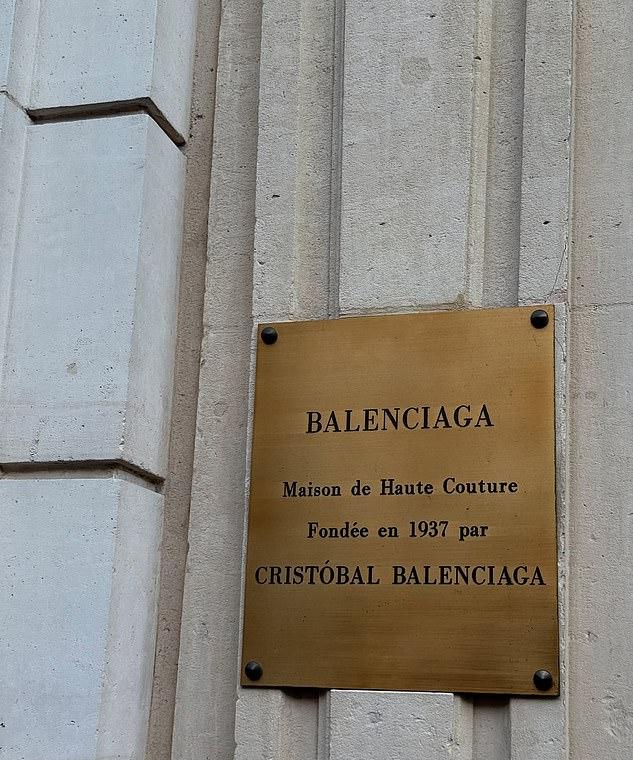 BALENCIAGA
Maison de Haute Couture
Fondée en 1937 par
CRISTÓBAL BALENCIAGA